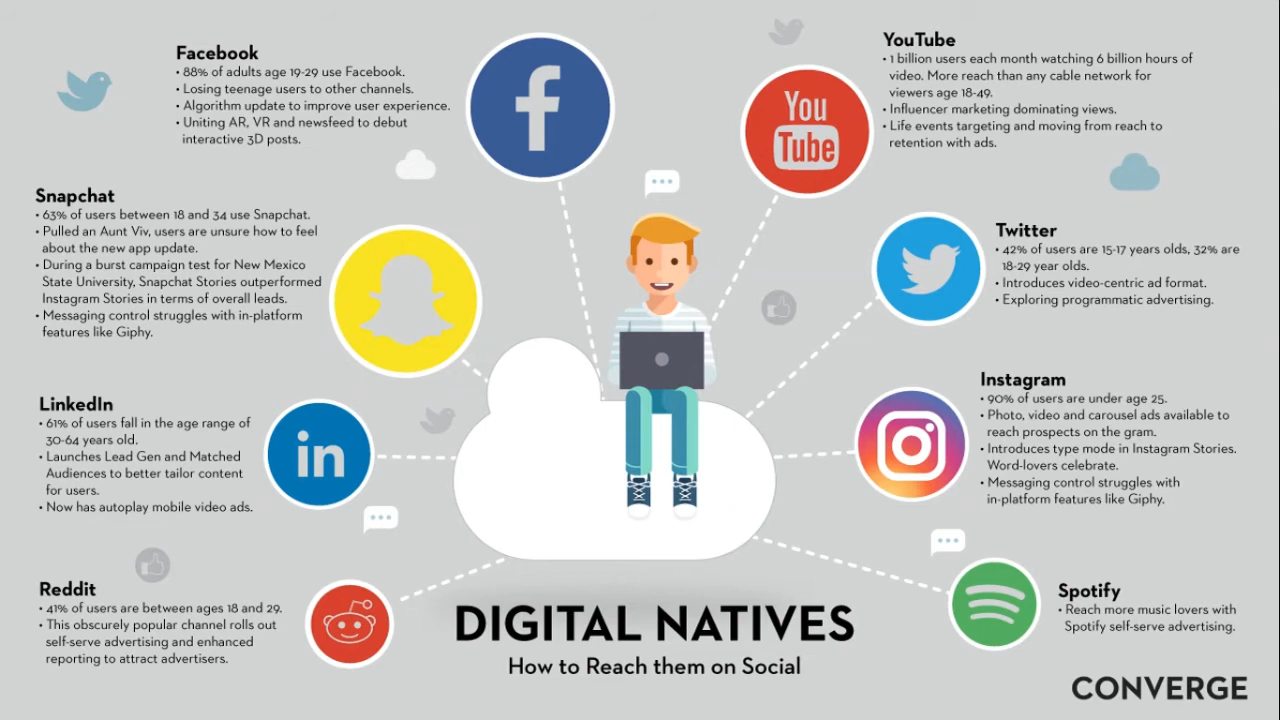 Facebook
• 88% of adults age 19-29 use Facebook.
• Losing teenage users to other channels.
• Algorithm update to improve user experience.
• Uniting AR, VR and newsfeed to debut
interactive 3D posts.
f
You
Tube
YouTube
• 1 billion users each month watching 6 billion hours of
video. More reach than any cable network for
viewers age 18-49.
• Influencer marketing dominating views.
• Life events targeting and moving from reach to
retention with ads.
Snapchat
• 63% of users between 18 and 34 use Snapchat.
• Pulled an Aunt Viv, users are unsure how to feel
about the new app update.
• During a burst campaign test for New Mexico
State University, Snapchat Stories outperformed
Instagram Stories in terms of overall leads.
• Messaging control struggles with in-platform
features like Giphy.
Twitter
• 42% of users are 15-17 years olds, 32% are
18-29 year olds.
• Introduces video-centric ad format.
• Exploring programmatic advertising.
LinkedIn
• 61% of users fall in the age range of
30-64 years old.
• Launches Lead Gen and Matched
Audiences to better tailor content
for users.
• Now has autoplay mobile video ads.
in
Instagram
• 90% of users are under age 25.
• Photo, video and carousel ads available to
reach prospects on the gram.
• Introduces type mode in Instagram Stories.
Word-lovers celebrate.
• Messaging control struggles with
in-platform features like Giphy.
Reddit
• 41% of users are between ages 18 and 29.
• This obscurely popular channel rolls out
self-serve advertising and enhanced
reporting to attract advertisers.
Spotify
• Reach more music lovers with
Spotify self-serve advertising.
DIGITAL NATIVES
How to Reach them on Social
CONVERGE